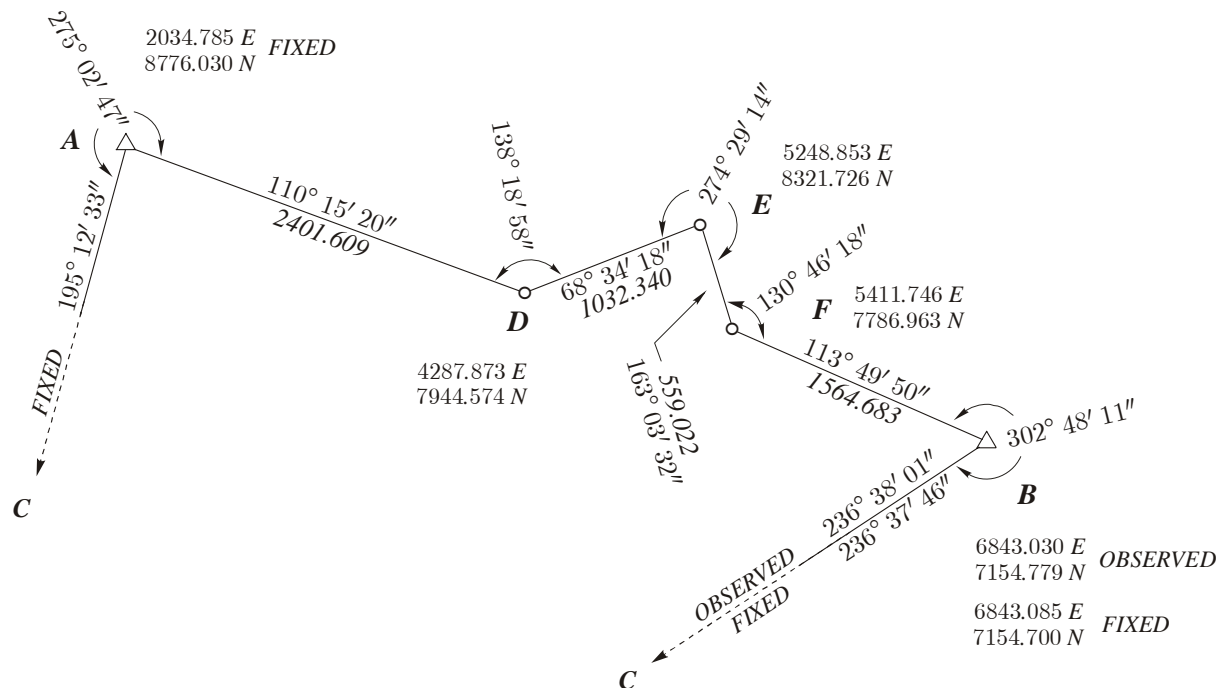 275° 02′ 47″
2034.785 E
8776.030 N
FIXED
A
195° 12′ 33″
FIXED
C
110° 15′ 20″
2401.609
138° 18′ 58″
D
4287.873 E
7944.574 N
68° 34′ 18″
1032.340
274° 29′ 14″
E
5248.853 E
8321.726 N
559.022
163° 03′ 32″
130° 46′ 18″
F
5411.746 E
7786.963 N
113° 49′ 50″
1564.683
302° 48′ 11″
B
236° 38′ 01″
236° 37′ 46″
OBSERVED
FIXED
C
6843.030 E
7154.779 N
OBSERVED
6843.085 E
7154.700 N
FIXED